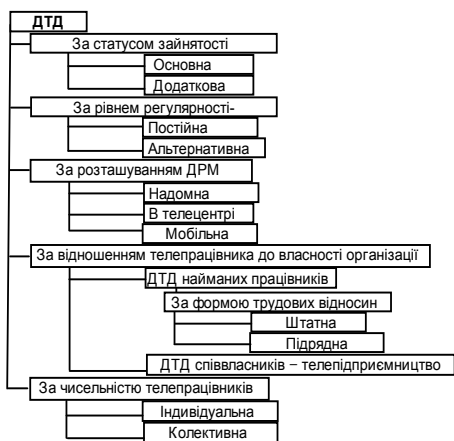 ДТД
За статусом зайнятості
Основна
Додаткова
За рівнем регулярності-
Постійна
Альтернативна
За розташуванням ДРМ
Надомна
В телецентрі
Мобільна
За відношенням телепрацівника до власності організації
ДТД найманих працівників
За формою трудових відносин
Штатна
Підрядна
ДТД співвласників – телепідприємництво
За чисельністю телепрацівників
Індивідуальна
Колективна